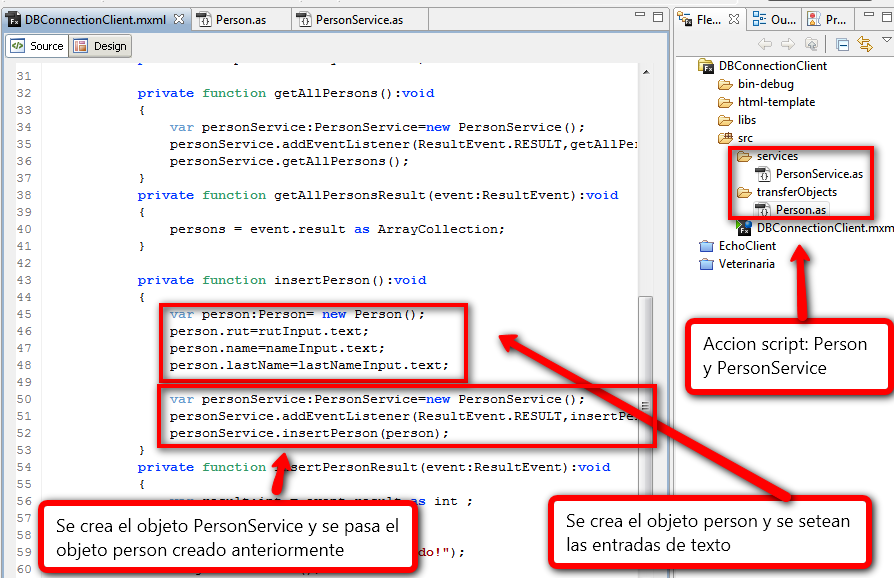 DBConnectionClient.mxml
Person.as
PersonService.as
Fle...
Ou...
Pr...
Source
Design
31
32 private function getAllPersons():void
33 {
34 var personService:PersonService=new PersonService();
35 personService.addEventListener(ResultEvent.RESULT,getAllPer
36 personService.getAllPersons();
37 }
38 private function getAllPersonsResult(event:ResultEvent):void
39 {
40 persons = event.result as ArrayCollection;
41 }
42
43 private function insertPerson():void
44 {
45 var person:Person= new Person();
46 person.rut=rutInput.text;
47 person.name=nameInput.text;
48 person.lastName=lastNameInput.text;
49
50 var personService:PersonService=new PersonService();
51 personService.addEventListener(ResultEvent.RESULT,insertPe
52 personService.insertPerson(person);
53 }
54 private function insertPersonResult(event:ResultEvent):void
55 {
56 var result:int = event.result as int ;
57
58
59 do!");
60
DBConnectionClient
bin-debug
html-template
libs
src
services
PersonService.as
transferObjects
Person.as
DBConnectionClient.mxm
EchoClient
Veterinaria
Accion script: Person
y PersonService
Se crea el objeto PersonService y se pasa el
objeto person creado anteriormente
Se crea el objeto person y se setean
las entradas de texto